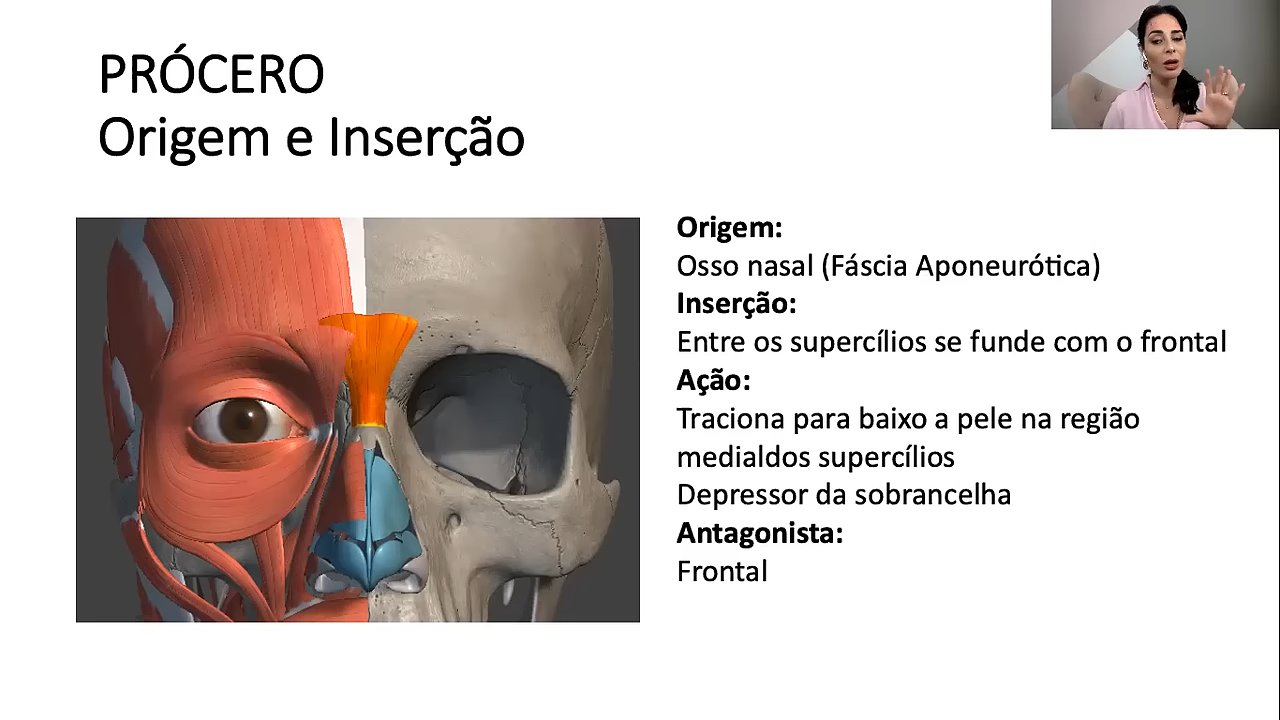 PRÓCERO
Origem e Inserção
Origem:
Osso nasal (Fáscia Aponeurótica)
Inserção:
Entre os supercílios se funde com o frontal
Ação:
Traciona para baixo a pele na região
medialdos supercílios
Depressor da sobrancelha
Antagonista:
Frontal